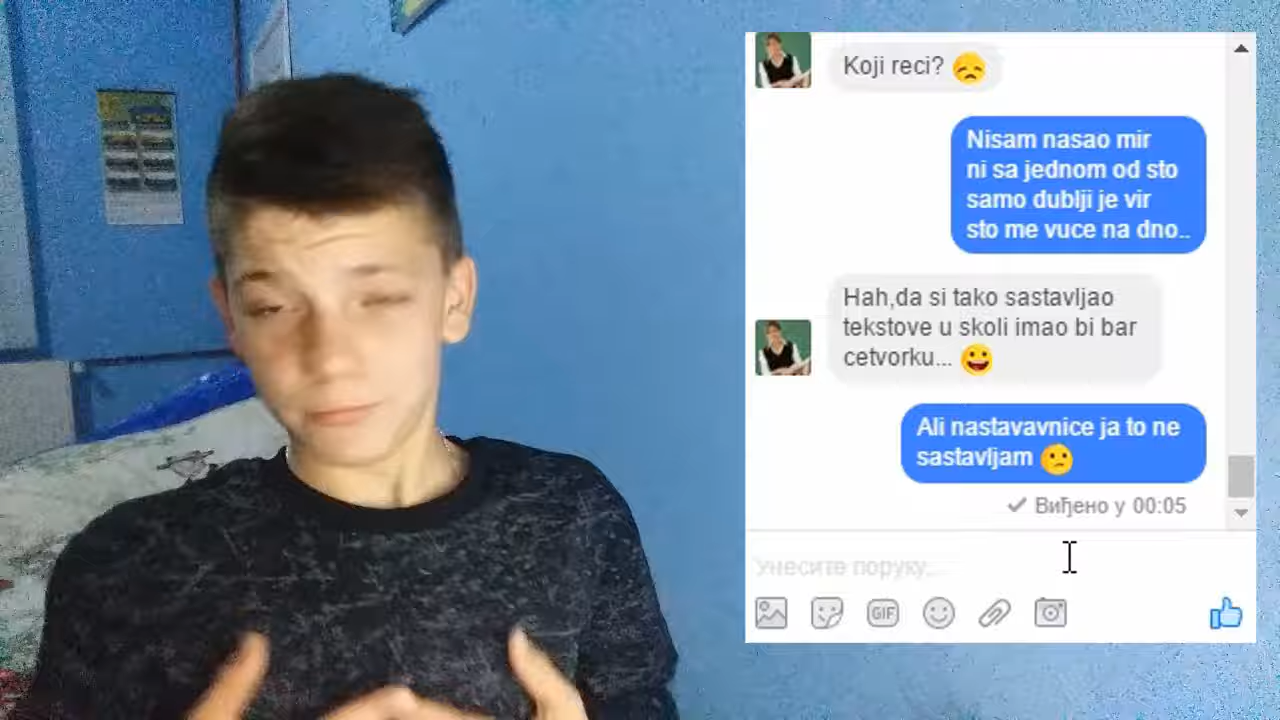 Koji reci? 😞
Nisam nasao mir
ni sa jednom od sto
samo dublji je vir
sto me vuce na dno..
Hah,da si tako sastavljao
tekstove u skoli imao bi bar
cetvorku... 😀
Ali nastavavnice ja to ne
sastavljam 😕
Виђено у 00:05
Унесите поруку...
GIF